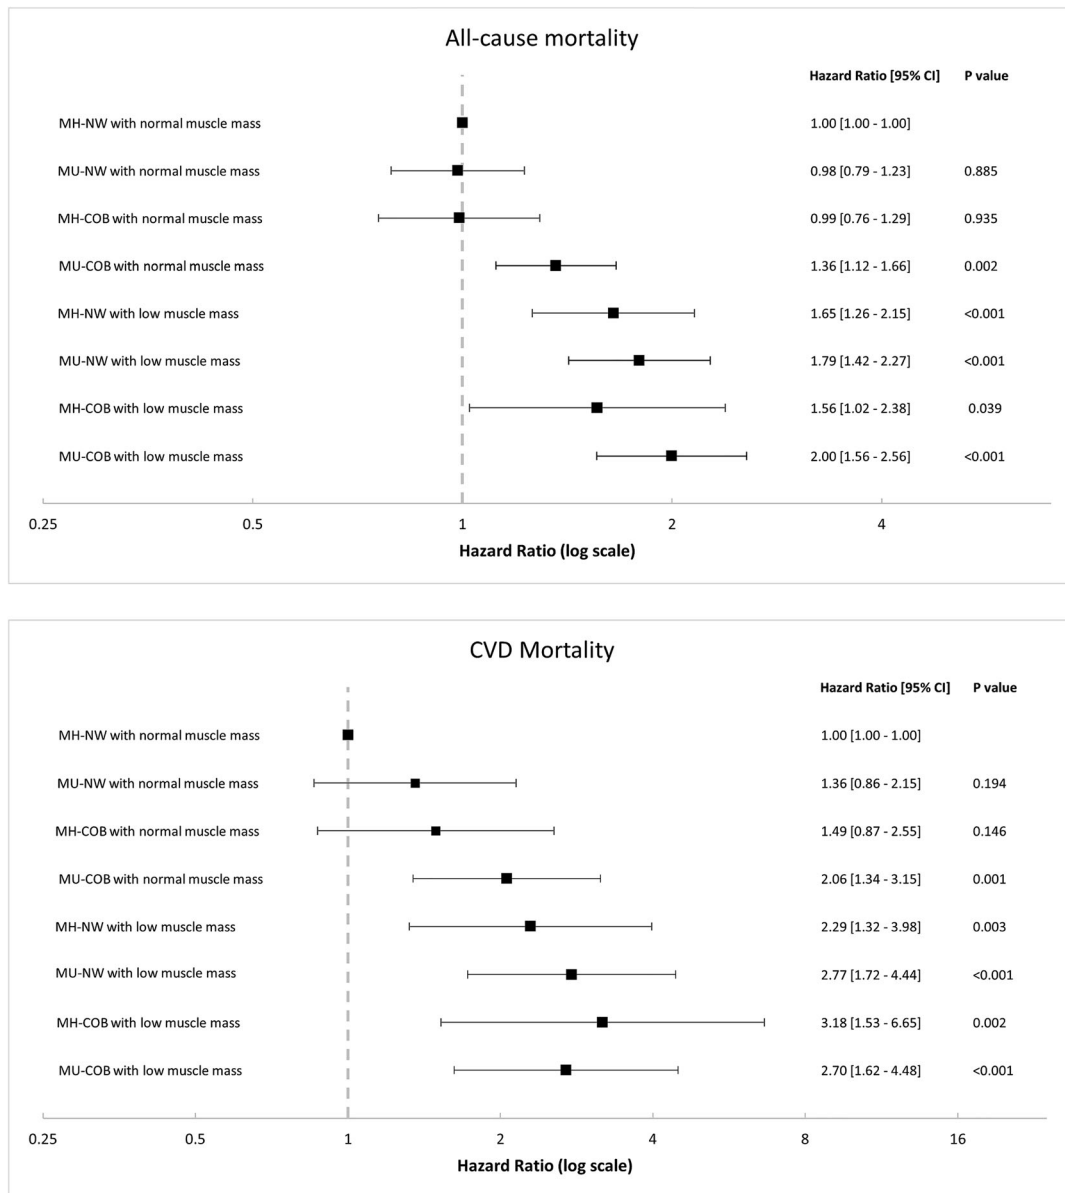 All-cause mortality
Hazard Ratio [95% CI] P value
MH-NW with normal muscle mass 1.00 [1.00 - 1.00]
MU-NW with normal muscle mass 0.98 [0.79 - 1.23] 0.885
MH-COB with normal muscle mass 0.99 [0.76 - 1.29] 0.935
MU-COB with normal muscle mass 1.36 [1.12 - 1.66] 0.002
MH-NW with low muscle mass 1.65 [1.26 - 2.15] <0.001
MU-NW with low muscle mass 1.79 [1.42 - 2.27] <0.001
MH-COB with low muscle mass 1.56 [1.02 - 2.38] 0.039
MU-COB with low muscle mass 2.00 [1.56 - 2.56] <0.001
0.25 0.5 1 2 4
Hazard Ratio (log scale)
CVD Mortality
Hazard Ratio [95% CI] P value
MH-NW with normal muscle mass 1.00 [1.00 - 1.00]
MU-NW with normal muscle mass 1.36 [0.86 - 2.15] 0.194
MH-COB with normal muscle mass 1.49 [0.87 - 2.55] 0.146
MU-COB with normal muscle mass 2.06 [1.34 - 3.15] 0.001
MH-NW with low muscle mass 2.29 [1.32 - 3.98] 0.003
MU-NW with low muscle mass 2.77 [1.72 - 4.44] <0.001
MH-COB with low muscle mass 3.18 [1.53 - 6.65] 0.002
MU-COB with low muscle mass 2.70 [1.62 - 4.48] <0.001
0.25 0.5 1 2 4 8 16
Hazard Ratio (log scale)